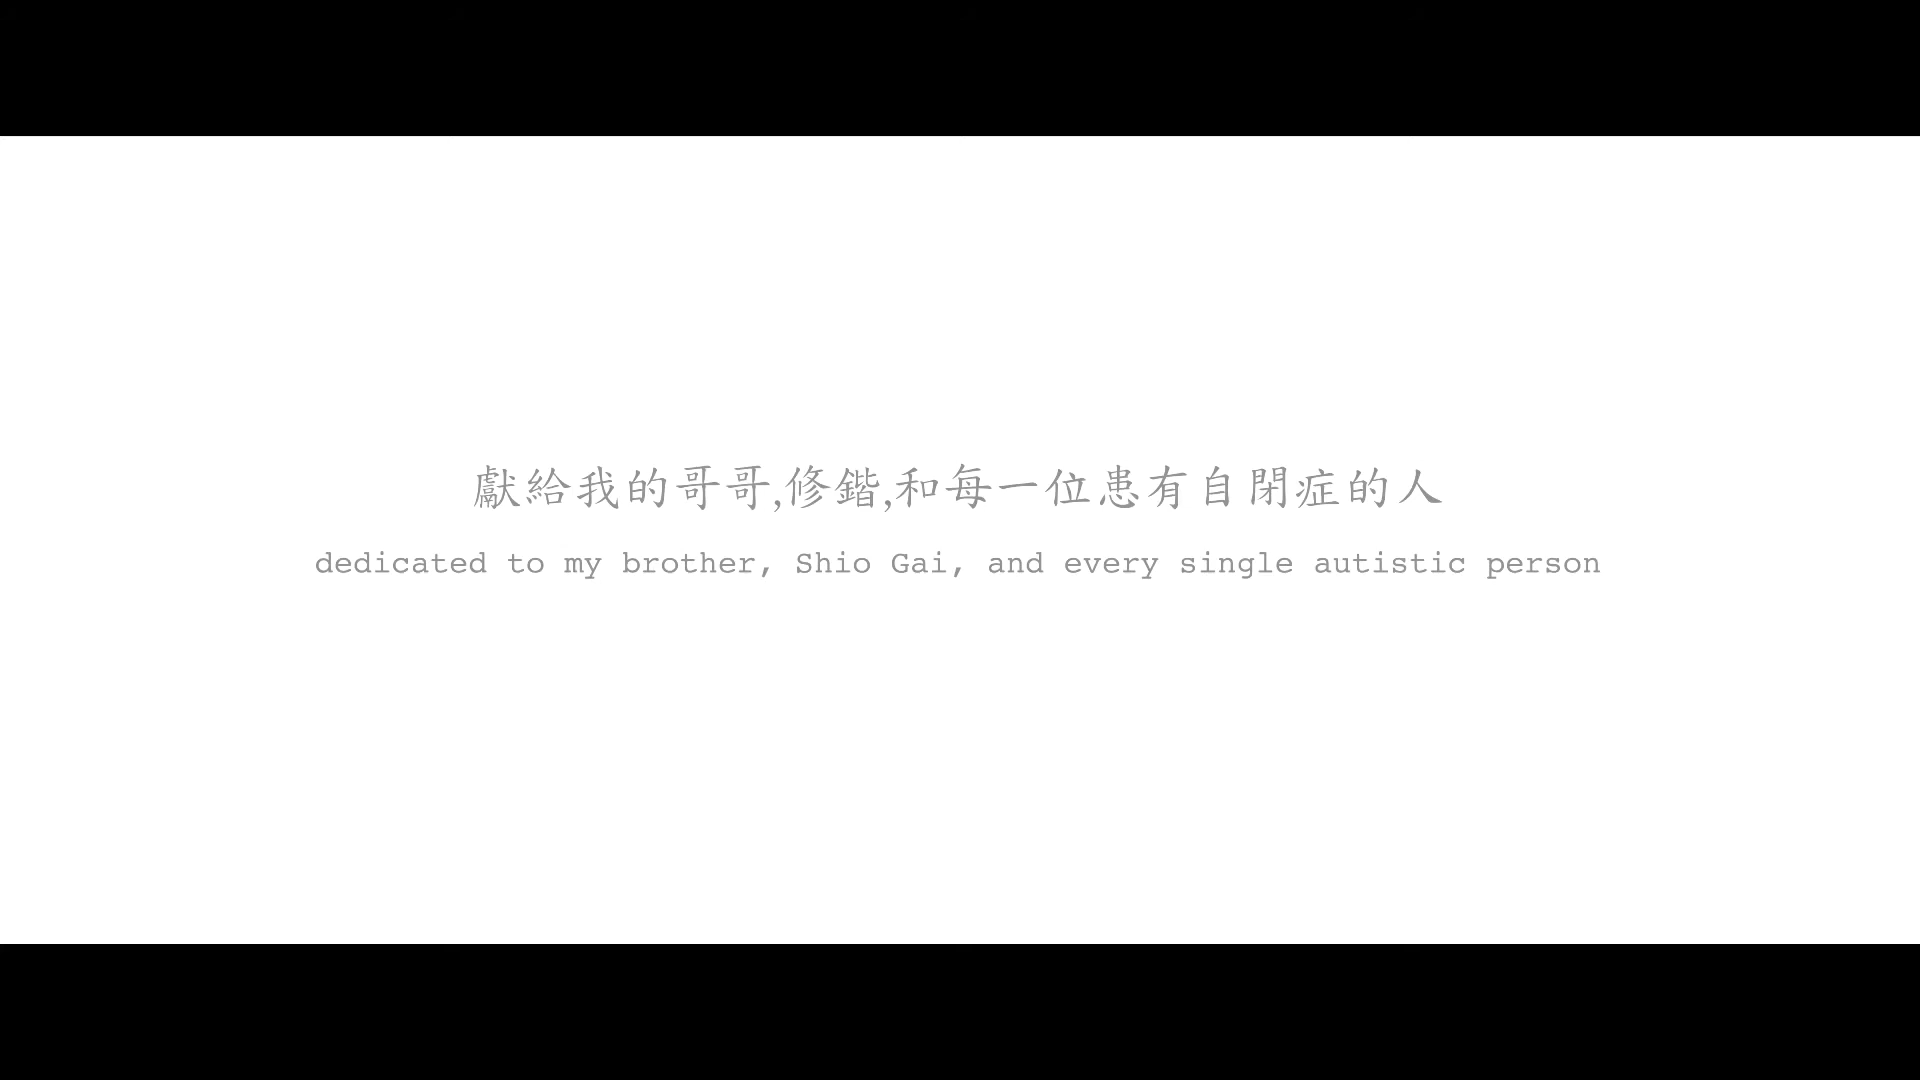 獻給我的哥哥,修鍇,和每一位患有自閉症的人
dedicated to my brother, Shio Gai, and every single autistic person